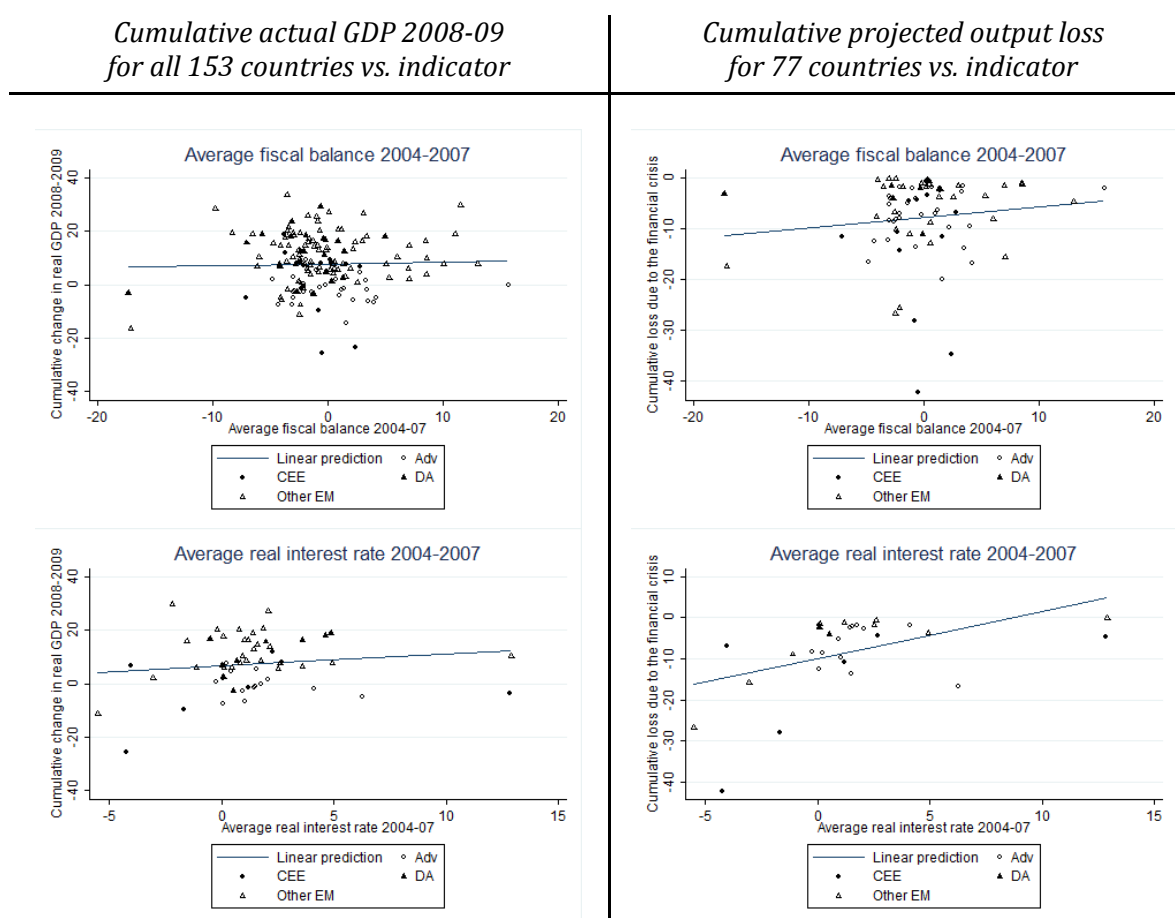 Cumulative actual GDP 2008-09
for all 153 countries vs. indicator
Cumulative projected output loss
for 77 countries vs. indicator
Average fiscal balance 2004-2007
Cumulative change in real GDP 2008-2009
40
20
0
-20
-40
-20
-10
0
10
20
Average fiscal balance 2004-07
Linear prediction
Adv
CEE
DA
Other EM
Average fiscal balance 2004-2007
Cumulative loss due to the financial crisis
0
-10
-20
-30
-40
-20
-10
0
10
20
Average fiscal balance 2004-07
Linear prediction
Adv
CEE
DA
Other EM
Average real interest rate 2004-2007
Cumulative change in real GDP 2008-2009
40
20
0
-20
-40
-5
0
5
10
15
Average real interest rate 2004-07
Linear prediction
Adv
CEE
DA
Other EM
Average real interest rate 2004-2007
Cumulative loss due to the financial crisis
10
0
-10
-20
-30
-40
-5
0
5
10
15
Average real interest rate 2004-07
Linear prediction
Adv
CEE
DA
Other EM